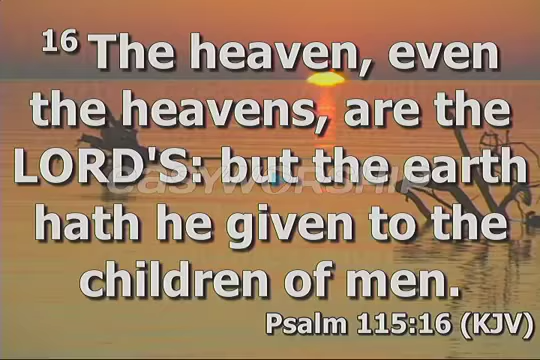 16 The heaven, even
the heavens, are the
LORD'S: but the earth
EASYWORSHIP
hath he given to the
children of men.
Psalm 115:16 (KJV)